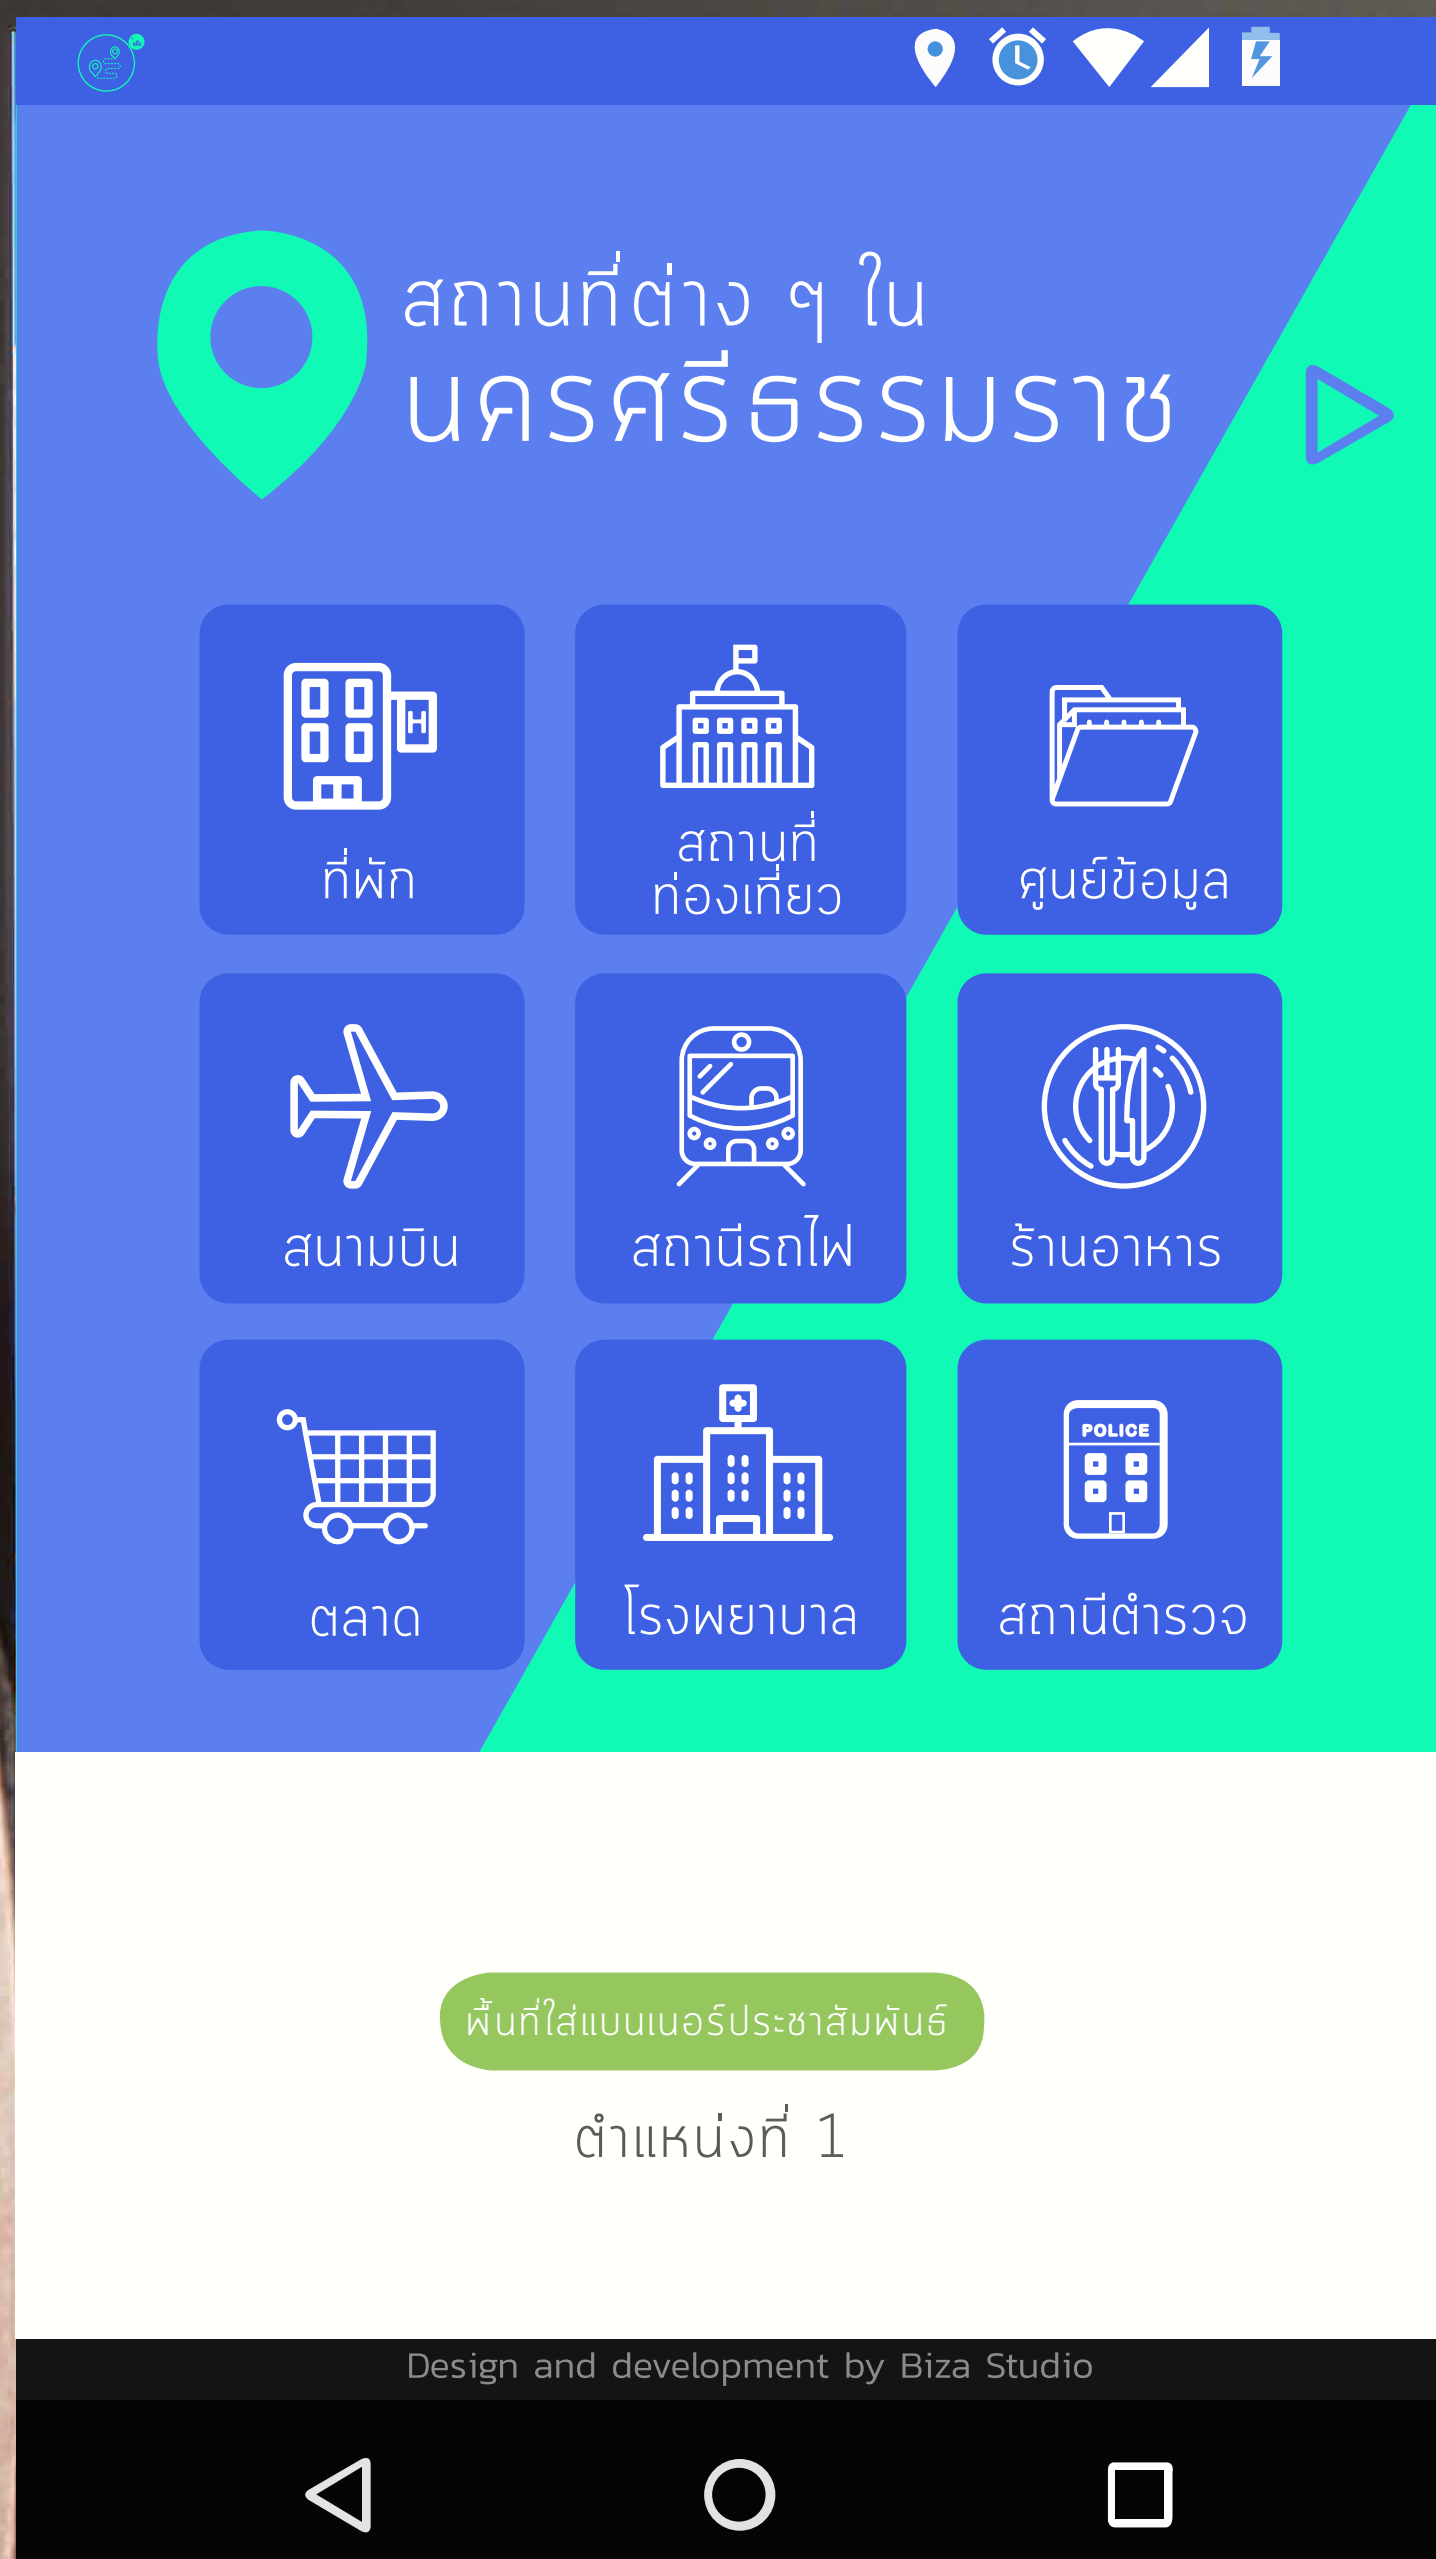 สถานที่ต่าง ๆ ใน
นครศรีธรรมราช
H
ที่พัก
สถานที่
ท่องเที่ยว
ศูนย์ข้อมูล
สนามบิน
สถานีรถไฟ
ร้านอาหาร
ตลาด
โรงพยาบาล
POLICE
สถานีตำรวจ
พื้นที่ใส่แบนเนอร์ประชาสัมพันธ์
ตำแหน่งที่ 1
Design and development by Biza Studio